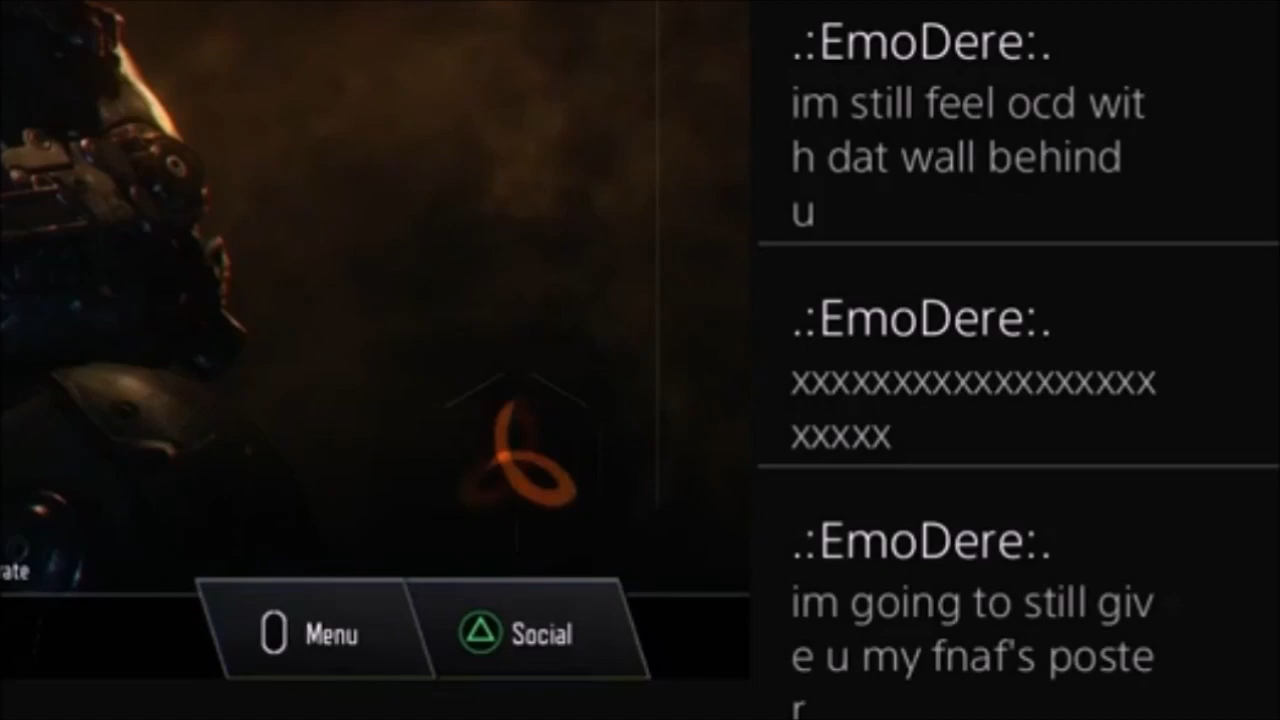 .:EmoDere:.
im still feel ocd wit
h dat wall behind
u
.:EmoDere:.
xxxxxxxxxxxxxxxxxx
xxxxx
.:EmoDere:.
im going to still giv
e u my fnaf's poste
r
ate
Menu
Social